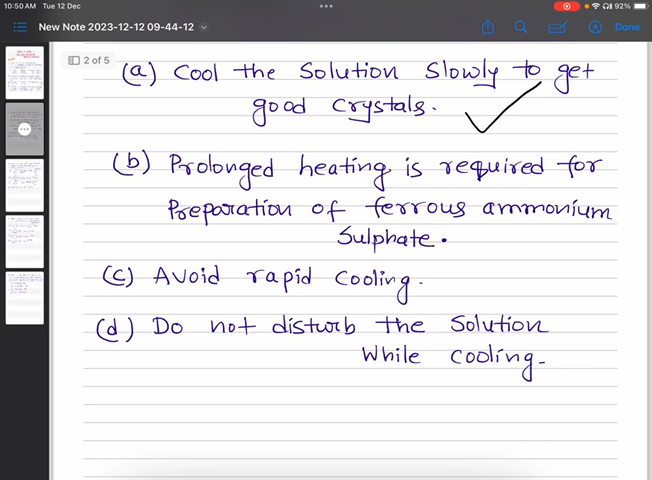 10:50 AM Tue 12 Dec
92%
New Note 2023-12-12 09-44-12
Done
2 of 5
(a) Cool the Solution Slowly to get
good Crystals.
(b) Prolonged heating is required for
Preparation of ferrous ammonium
Sulphate.
(c) Avoid rapid Cooling.
(d) Do not disturb the Solution
While Cooling.